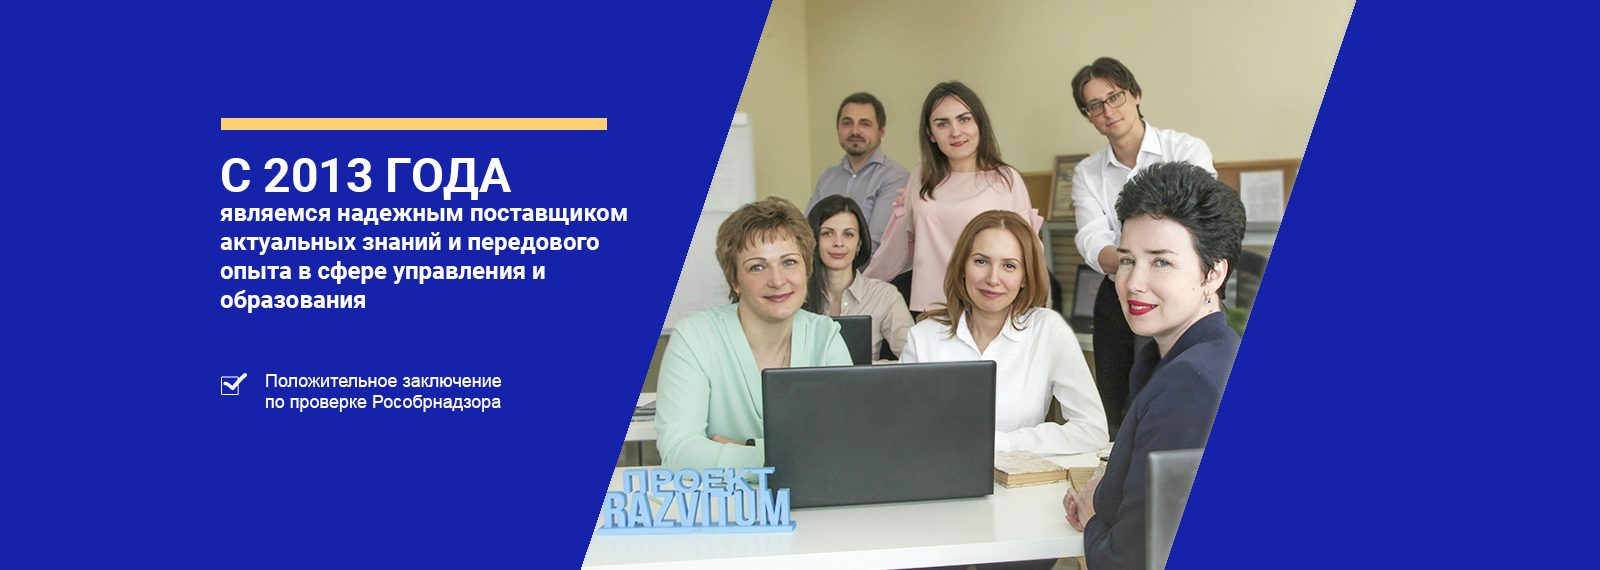 С 2013 ГОДА
являемся надежным поставщиком
актуальных знаний и передового
опыта в сфере управления и
образования
Положительное заключение
по проверке Рособрнадзора
ПРОЕКТ
RAZVITUM